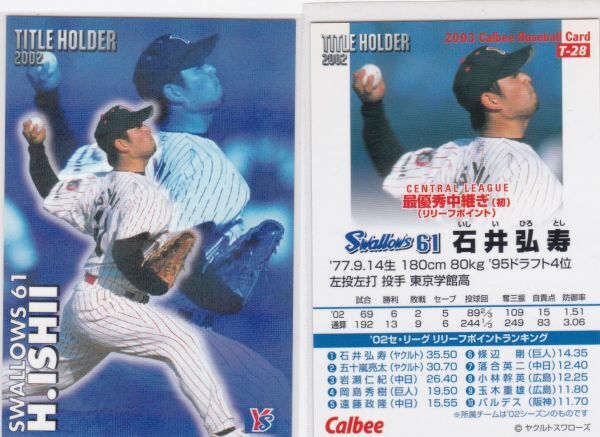 TITLE HOLDER
2002
SWALLOWS 61
H.ISHII
YS
TITLE HOLDER
2002
2003 Calbee Baseball Card
T-28
CENTRAL LEAGUE
最優秀中継ぎ(初)
(リリーフポイント)
Swallows 61 石井弘寿
いし い ひろ とし
'77.9.14生 180cm 80kg '95ドラフト4位
左投左打 投手 東京学館高
試合 勝利 敗戦 セーブ 投球回 奪三振 自責点 防御率
'02 69 6 2 5 89 2/3 109 15 1.51
通算 192 13 6 6 244 1/3 249 83 3.06
'02セ・リーグ リリーフポイントランキング
① 石井弘寿(ヤクルト) 35.50 ⑥ 條辺 剛(巨人) 14.35
② 五十嵐亮太(ヤクルト) 30.70 ⑦ 落合英二(中日) 12.40
③ 岩瀬仁紀(中日) 26.40 ⑧ 小林幹英(広島) 12.25
④ 岡島秀樹(巨人) 19.50 ⑨ 玉木重雄(広島) 11.80
⑤ 遠藤政隆(中日) 15.55 ⑩ バルデス(阪神) 11.70
※所属チームは'02シーズンのものです
Calbee
©ヤクルトスワローズ